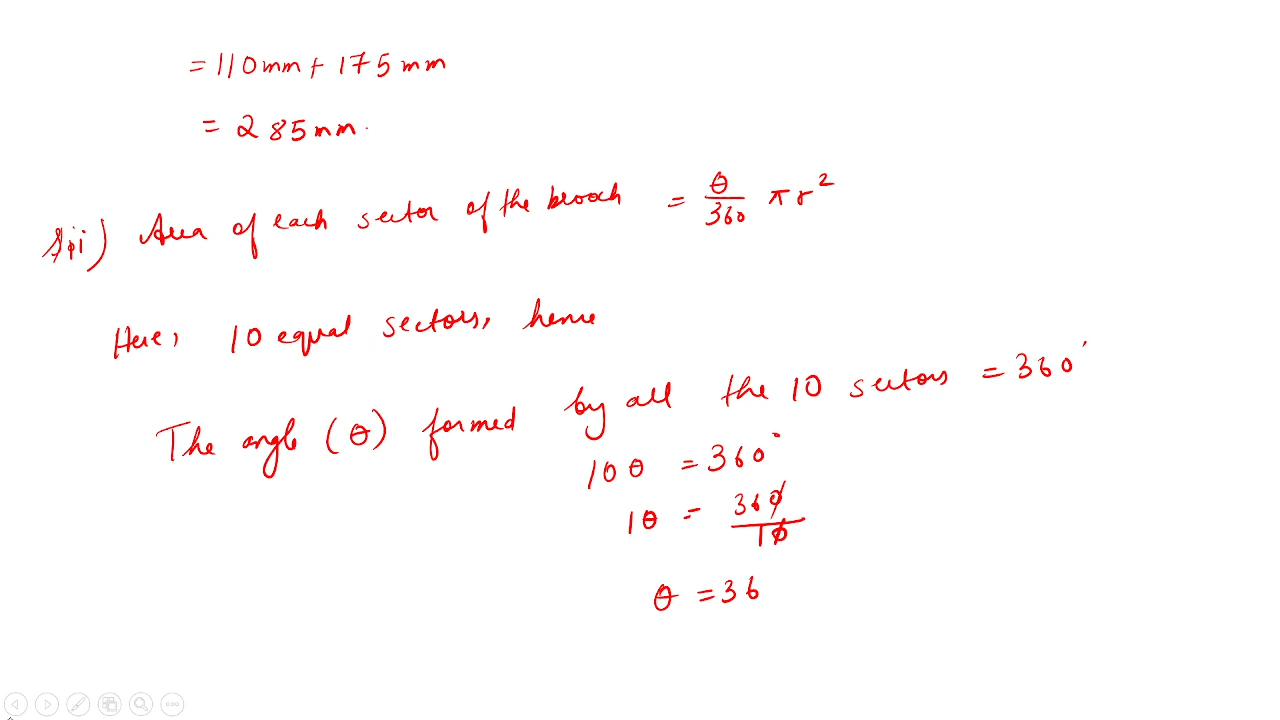 = 110mm + 175mm
= 285mm.
ii) Area of each sector of the brooch = θ/360 πr²
Here, 10 equal sectors, hence
The angle (θ) formed by all the 10 sectors = 360°
10θ = 360°
1θ = 360/10
θ = 36